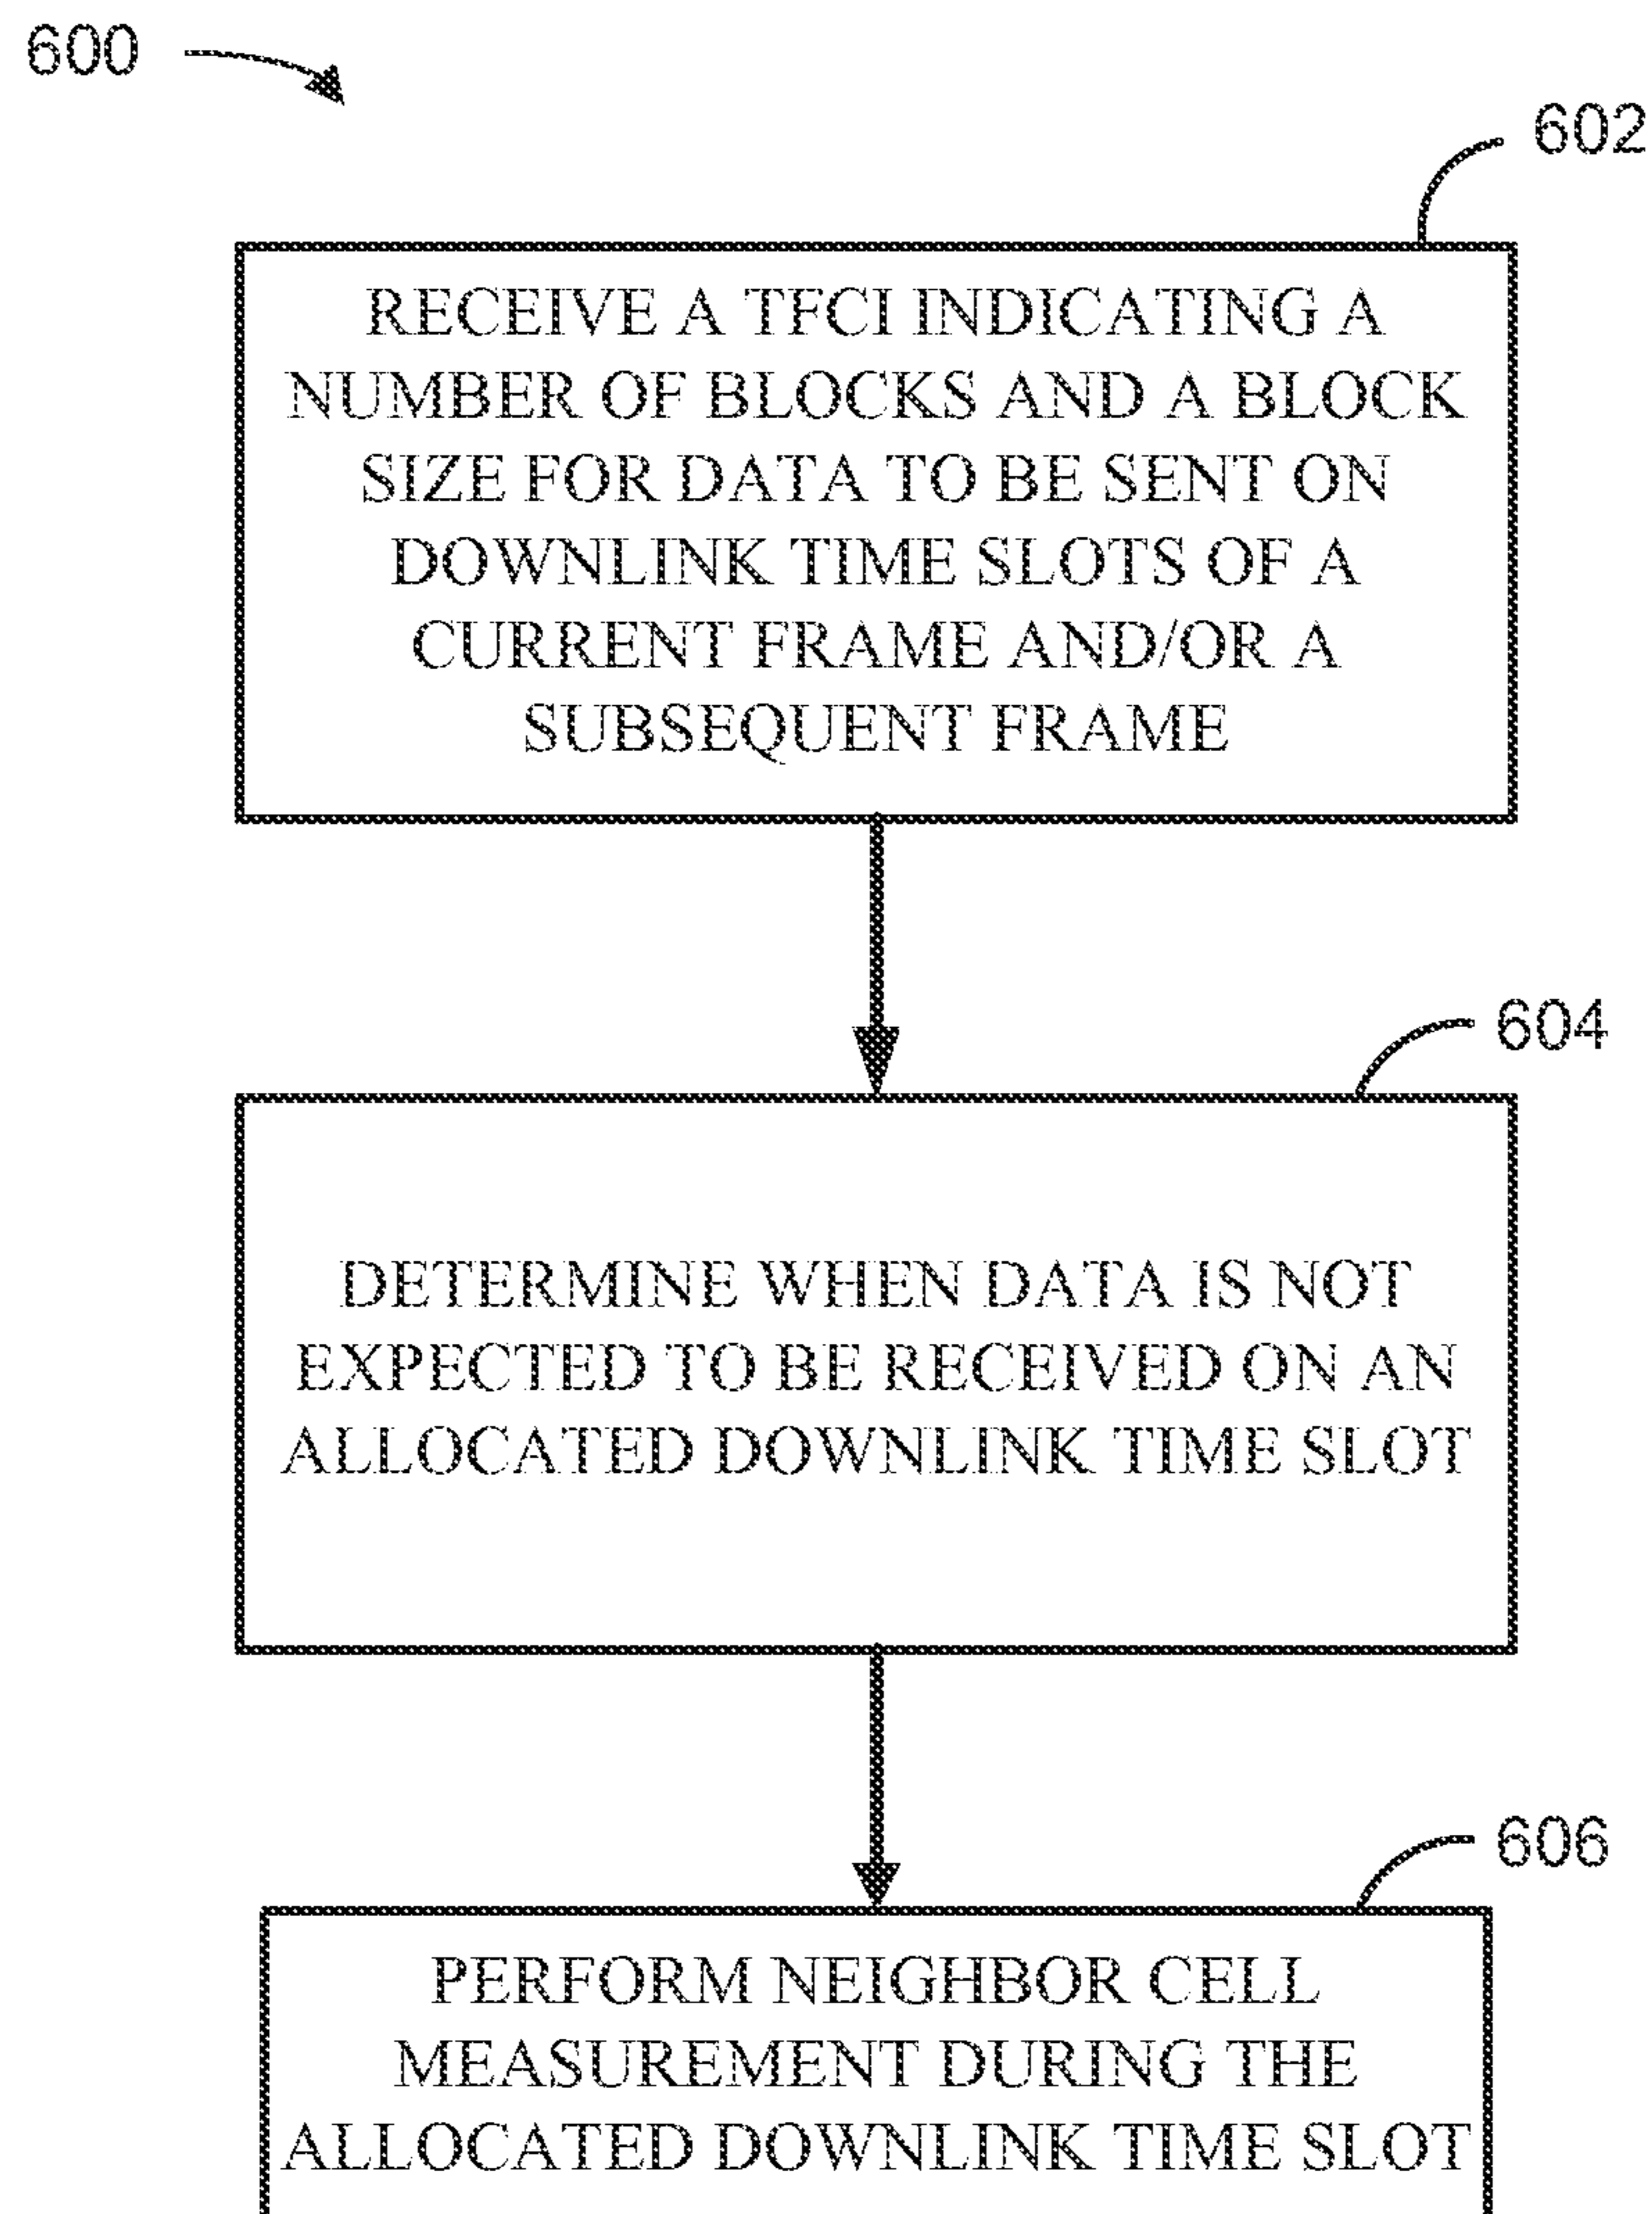 600
602
RECEIVE A TFCI INDICATING A
NUMBER OF BLOCKS AND A BLOCK
SIZE FOR DATA TO BE SENT ON
DOWNLINK TIME SLOTS OF A
CURRENT FRAME AND/OR A
SUBSEQUENT FRAME
604
DETERMINE WHEN DATA IS NOT
EXPECTED TO BE RECEIVED ON AN
ALLOCATED DOWNLINK TIME SLOT
606
PERFORM NEIGHBOR CELL
MEASUREMENT DURING THE
ALLOCATED DOWNLINK TIME SLOT